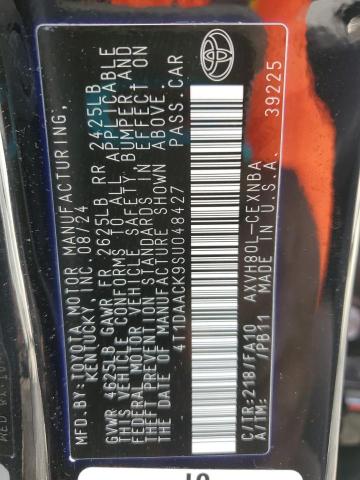 MFD.BY:TOYOTA MOTOR MANUFACTURING,
KENTUCKY, INC. 08/24
GVWR 4625LB GAWR FR 2625LB RR 2425LB
THIS VEHICLE CONFORMS TO ALL APPLICABLE
FEDERAL MOTOR VEHICLE SAFETY, BUMPER, AND
THEFT PREVENTION STANDARDS IN EFFECT ON
THE DATE OF MANUFACTURE SHOWN ABOVE.
4T1DAACK9SU048427 PASS.CAR
C/TR:218/FA10 AXVH80L-CEXNBA
A/TM: /PB11 MADE IN U.S.A. 39225